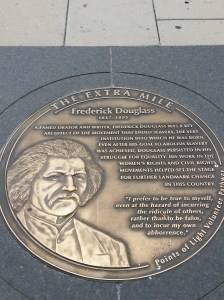 THE EXTRA MILE
Frederick Douglass
1817 - 1895
A FAMED ORATOR AND WRITER, FREDERICK DOUGLASS WAS A KEY
ARCHITECT OF THE MOVEMENT THAT ENDED SLAVERY, THE VERY
INSTITUTION INTO WHICH HE WAS BORN.
EVEN AFTER HIS GOAL TO ABOLISH SLAVERY
WAS ACHIEVED, DOUGLASS PERSISTED IN HIS
STRUGGLE FOR EQUALITY. HIS WORK IN THE
WOMEN'S RIGHTS AND CIVIL RIGHTS
MOVEMENTS HELPED SET THE STAGE
FOR FURTHER LANDMARK CHANGE
IN THIS COUNTRY.
"I prefer to be true to myself,
even at the hazard of incurring
the ridicule of others,
rather than to be false,
and to incur my own
abhorrence."
Points of Light Volunteer Pathway